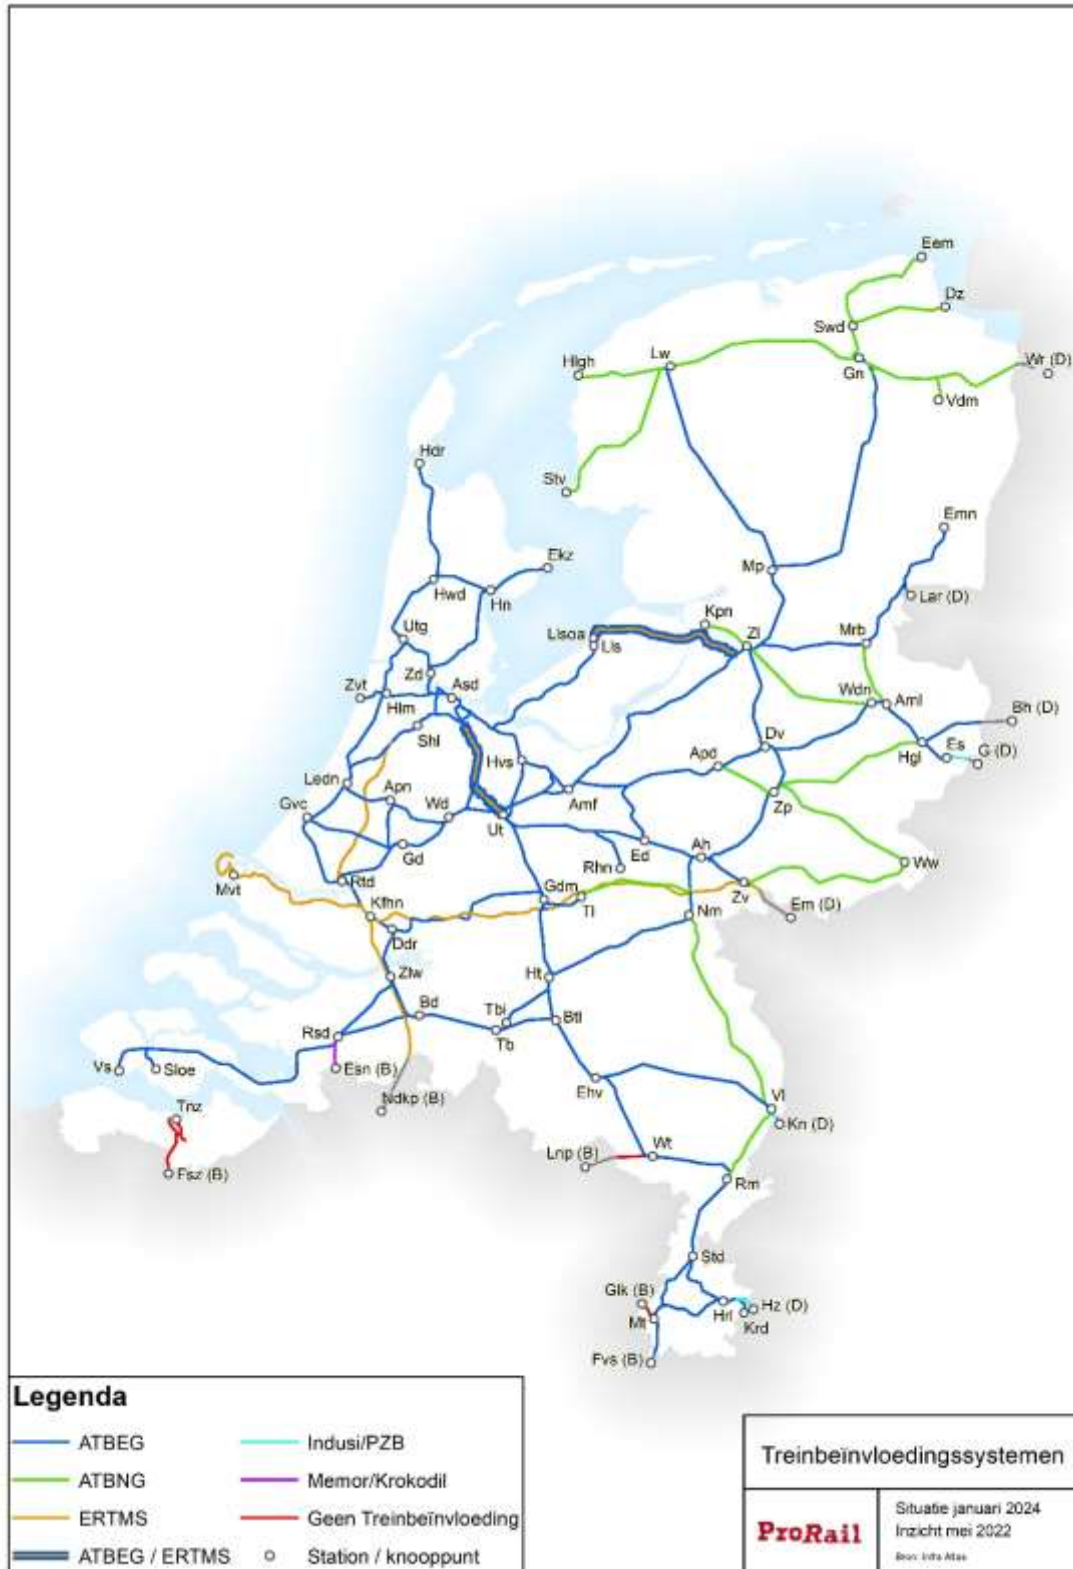 Eem
Dz
Swd
Hlgh
Lw
Gn
Wr (D)
Vdm
Hdr
Stv
Emn
Ekz
Mp
Hwd
Hn
Lar (D)
Kpn
Utg
Lisoa
Zl
Mrb
Lls
Zd
Zvt
Asd
Wdn
Aml
Hlm
Bh (D)
Shl
Dv
Es
G (D)
Hvs
Apd
Hgl
Ledn
Apn
Amf
Zp
Gvc
Wd
Ut
Ed
Ah
Gd
Rhn
Ww
Mvt
Rtd
Gdm
Zv
Kfhn
Tl
Nm
Em (D)
Ddr
Zlw
Ht
Bd
Tbi
Btl
Rsd
Tb
Vs
Sloe
Esn (B)
Ehv
Ndkp (B)
Vl
Tnz
Kn (D)
Lnp (B)
Wt
Fsz (B)
Rm
Std
Glk (B)
Hz (D)
Mt
Hrl
Krd
Fvs (B)
Legenda
ATBEG
Indusi/PZB
ATBNG
Memor/Krokodil
ERTMS
Geen Treinbeïnvloeding
ATBEG / ERTMS
Station / knooppunt
Treinbeïnvloedingssystemen
ProRail
Situatie januari 2024
Inzicht mei 2022
Bron: Infra Atlas